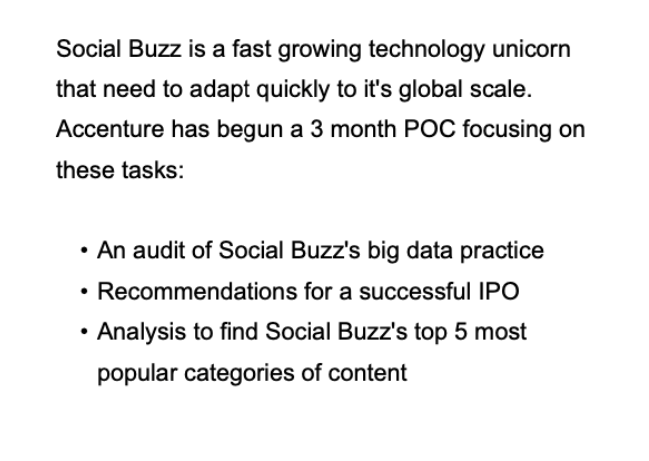 Social Buzz is a fast growing technology unicorn
that need to adapt quickly to it's global scale.
Accenture has begun a 3 month POC focusing on
these tasks:
• An audit of Social Buzz's big data practice
• Recommendations for a successful IPO
• Analysis to find Social Buzz's top 5 most
popular categories of content